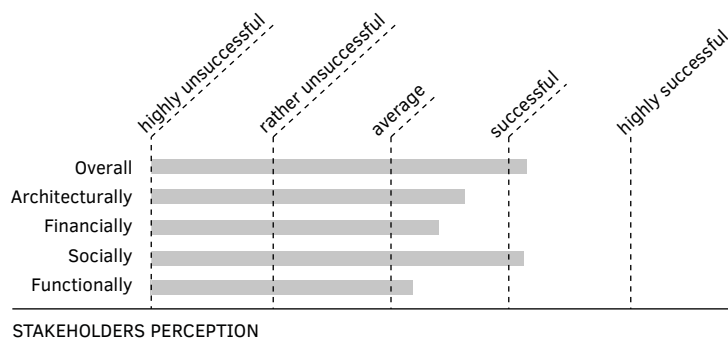 highly unsuccessful
rather unsuccessful
average
successful
highly successful
Overall
Architecturally
Financially
Socially
Functionally
STAKEHOLDERS PERCEPTION